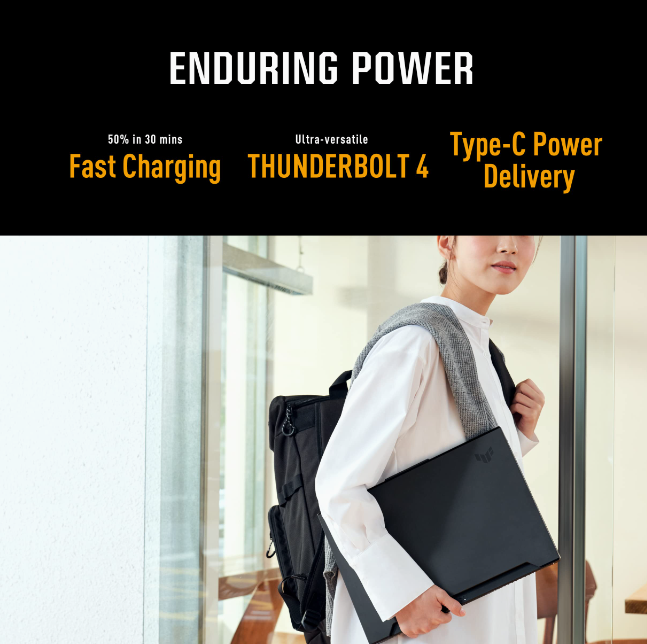 ENDURING POWER
50% in 30 mins
Fast Charging
Ultra-versatile
THUNDERBOLT 4
Type-C Power
Delivery